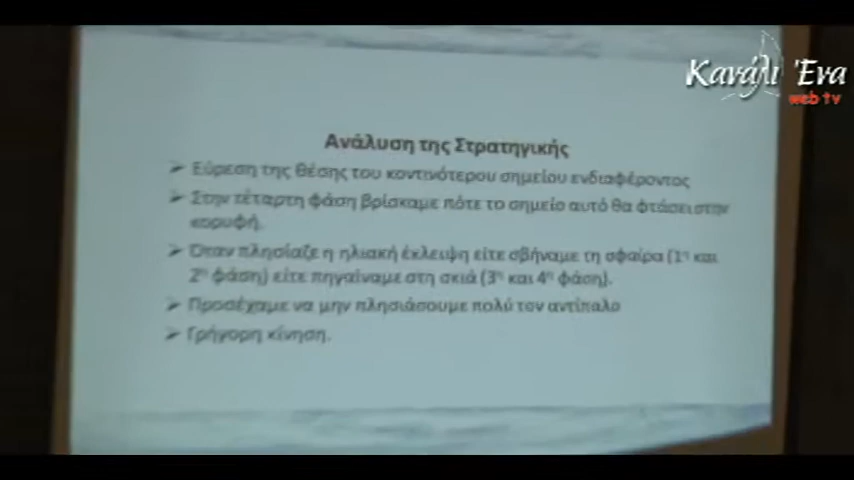 Κανάλι Ένα
web tv
Ανάλυση της Στρατηγικής
➢ Εύρεση της θέσης του κοντινότερου σημείου ενδιαφέροντος
➢ Στην τέταρτη φάση βρίσκαμε πότε το σημείο αυτό θα φτάσει στην
κορυφή.
➢ Όταν πλησίαζε η ηλιακή έκλειψη είτε σβήναμε τη σφαίρα (1η και
2η φάση) είτε πηγαίναμε στη σκιά (3η και 4η φάση).
➢ Προσέχαμε να μην πλησιάσουμε πολύ τον αντίπαλο
➢ Γρήγορη κίνηση.